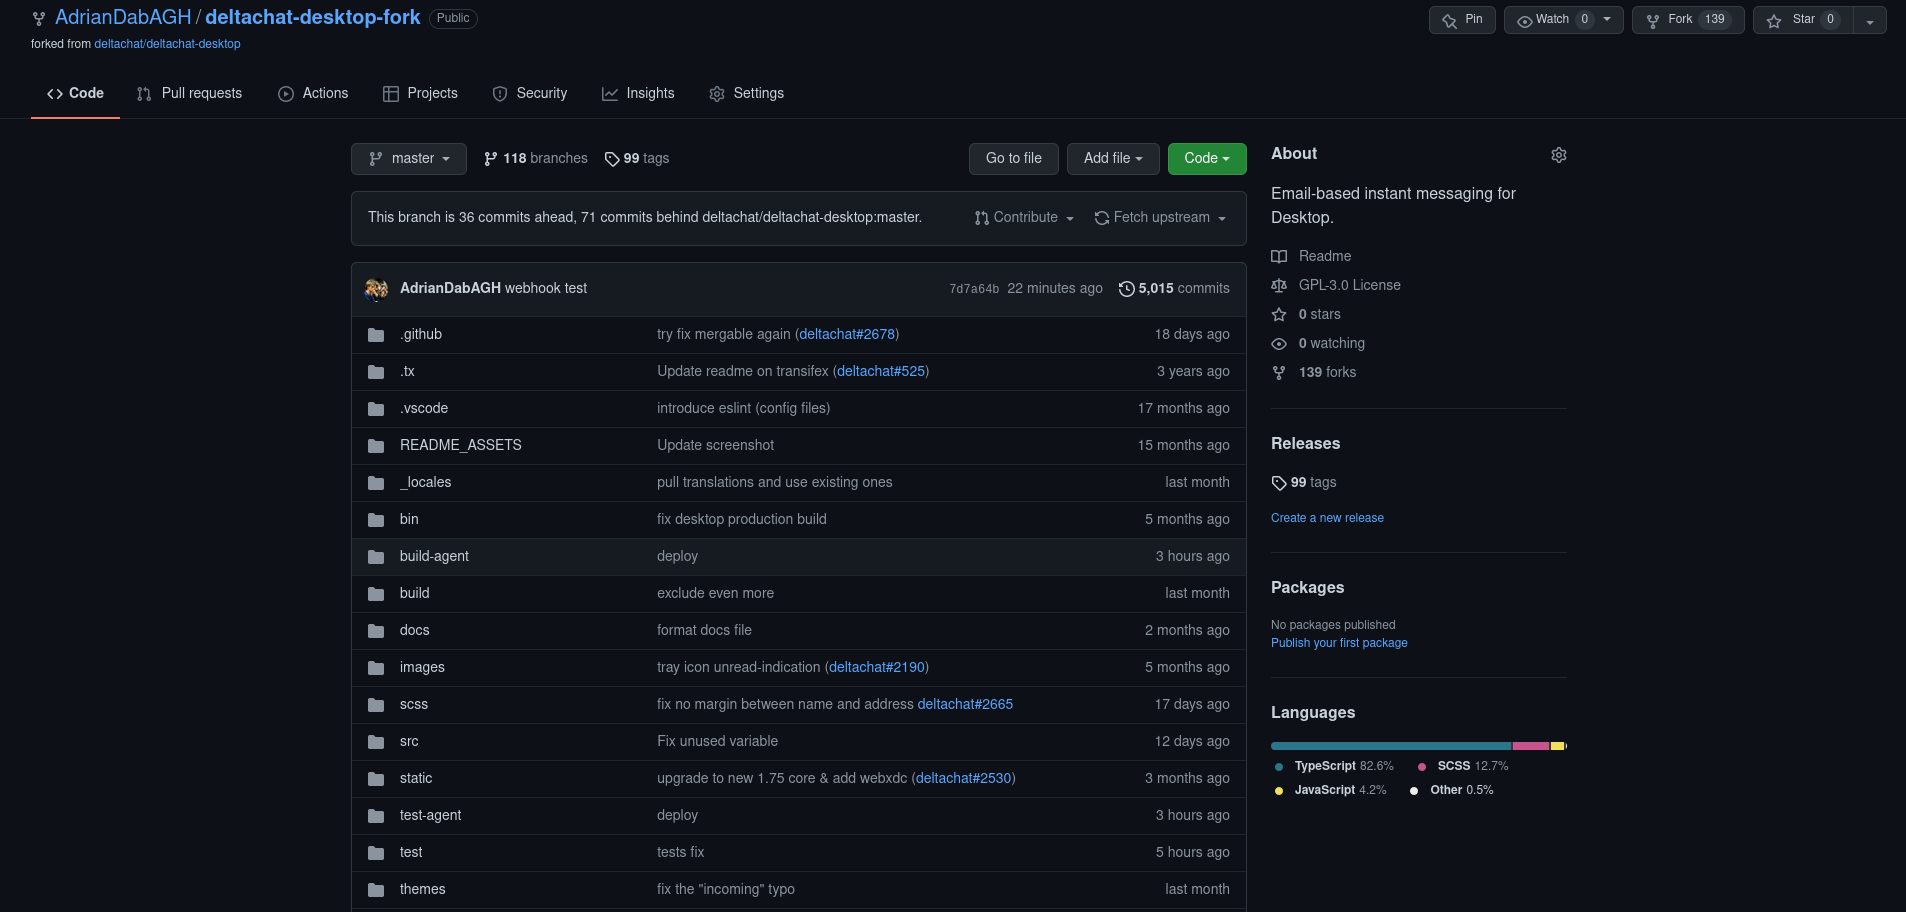 AdrianDabAGH / deltachat-desktop-fork Public
Pin Watch 0 Fork 139 Star 0
forked from deltachat/deltachat-desktop
Code Pull requests Actions Projects Security Insights Settings
master 118 branches 99 tags Go to file Add file Code
This branch is 36 commits ahead, 71 commits behind deltachat/deltachat-desktop:master. Contribute Fetch upstream
AdrianDabAGH webhook test 7d7a64b 22 minutes ago 5,015 commits
.github try fix mergable again (deltachat#2678) 18 days ago
.tx Update readme on transifex (deltachat#525) 3 years ago
.vscode introduce eslint (config files) 17 months ago
README_ASSETS Update screenshot 15 months ago
_locales pull translations and use existing ones last month
bin fix desktop production build 5 months ago
build-agent deploy 3 hours ago
build exclude even more last month
docs format docs file 2 months ago
images tray icon unread-indication (deltachat#2190) 5 months ago
scss fix no margin between name and address deltachat#2665 17 days ago
src Fix unused variable 12 days ago
static upgrade to new 1.75 core & add webxdc (deltachat#2530) 3 months ago
test-agent deploy 3 hours ago
test tests fix 5 hours ago
themes fix the "incoming" typo last month
About
Email-based instant messaging for
Desktop.
Readme
GPL-3.0 License
0 stars
0 watching
139 forks
Releases
99 tags
Create a new release
Packages
No packages published
Publish your first package
Languages
TypeScript 82.6% SCSS 12.7%
JavaScript 4.2% Other 0.5%